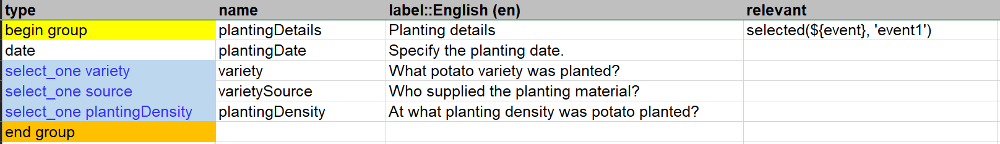 type name label::English (en) relevant
begin group plantingDetails Planting details selected(${event}, 'event1')
date plantingDate Specify the planting date.
select_one variety variety What potato variety was planted?
select_one source varietySource Who supplied the planting material?
select_one plantingDensity plantingDensity At what planting density was potato planted?
end group